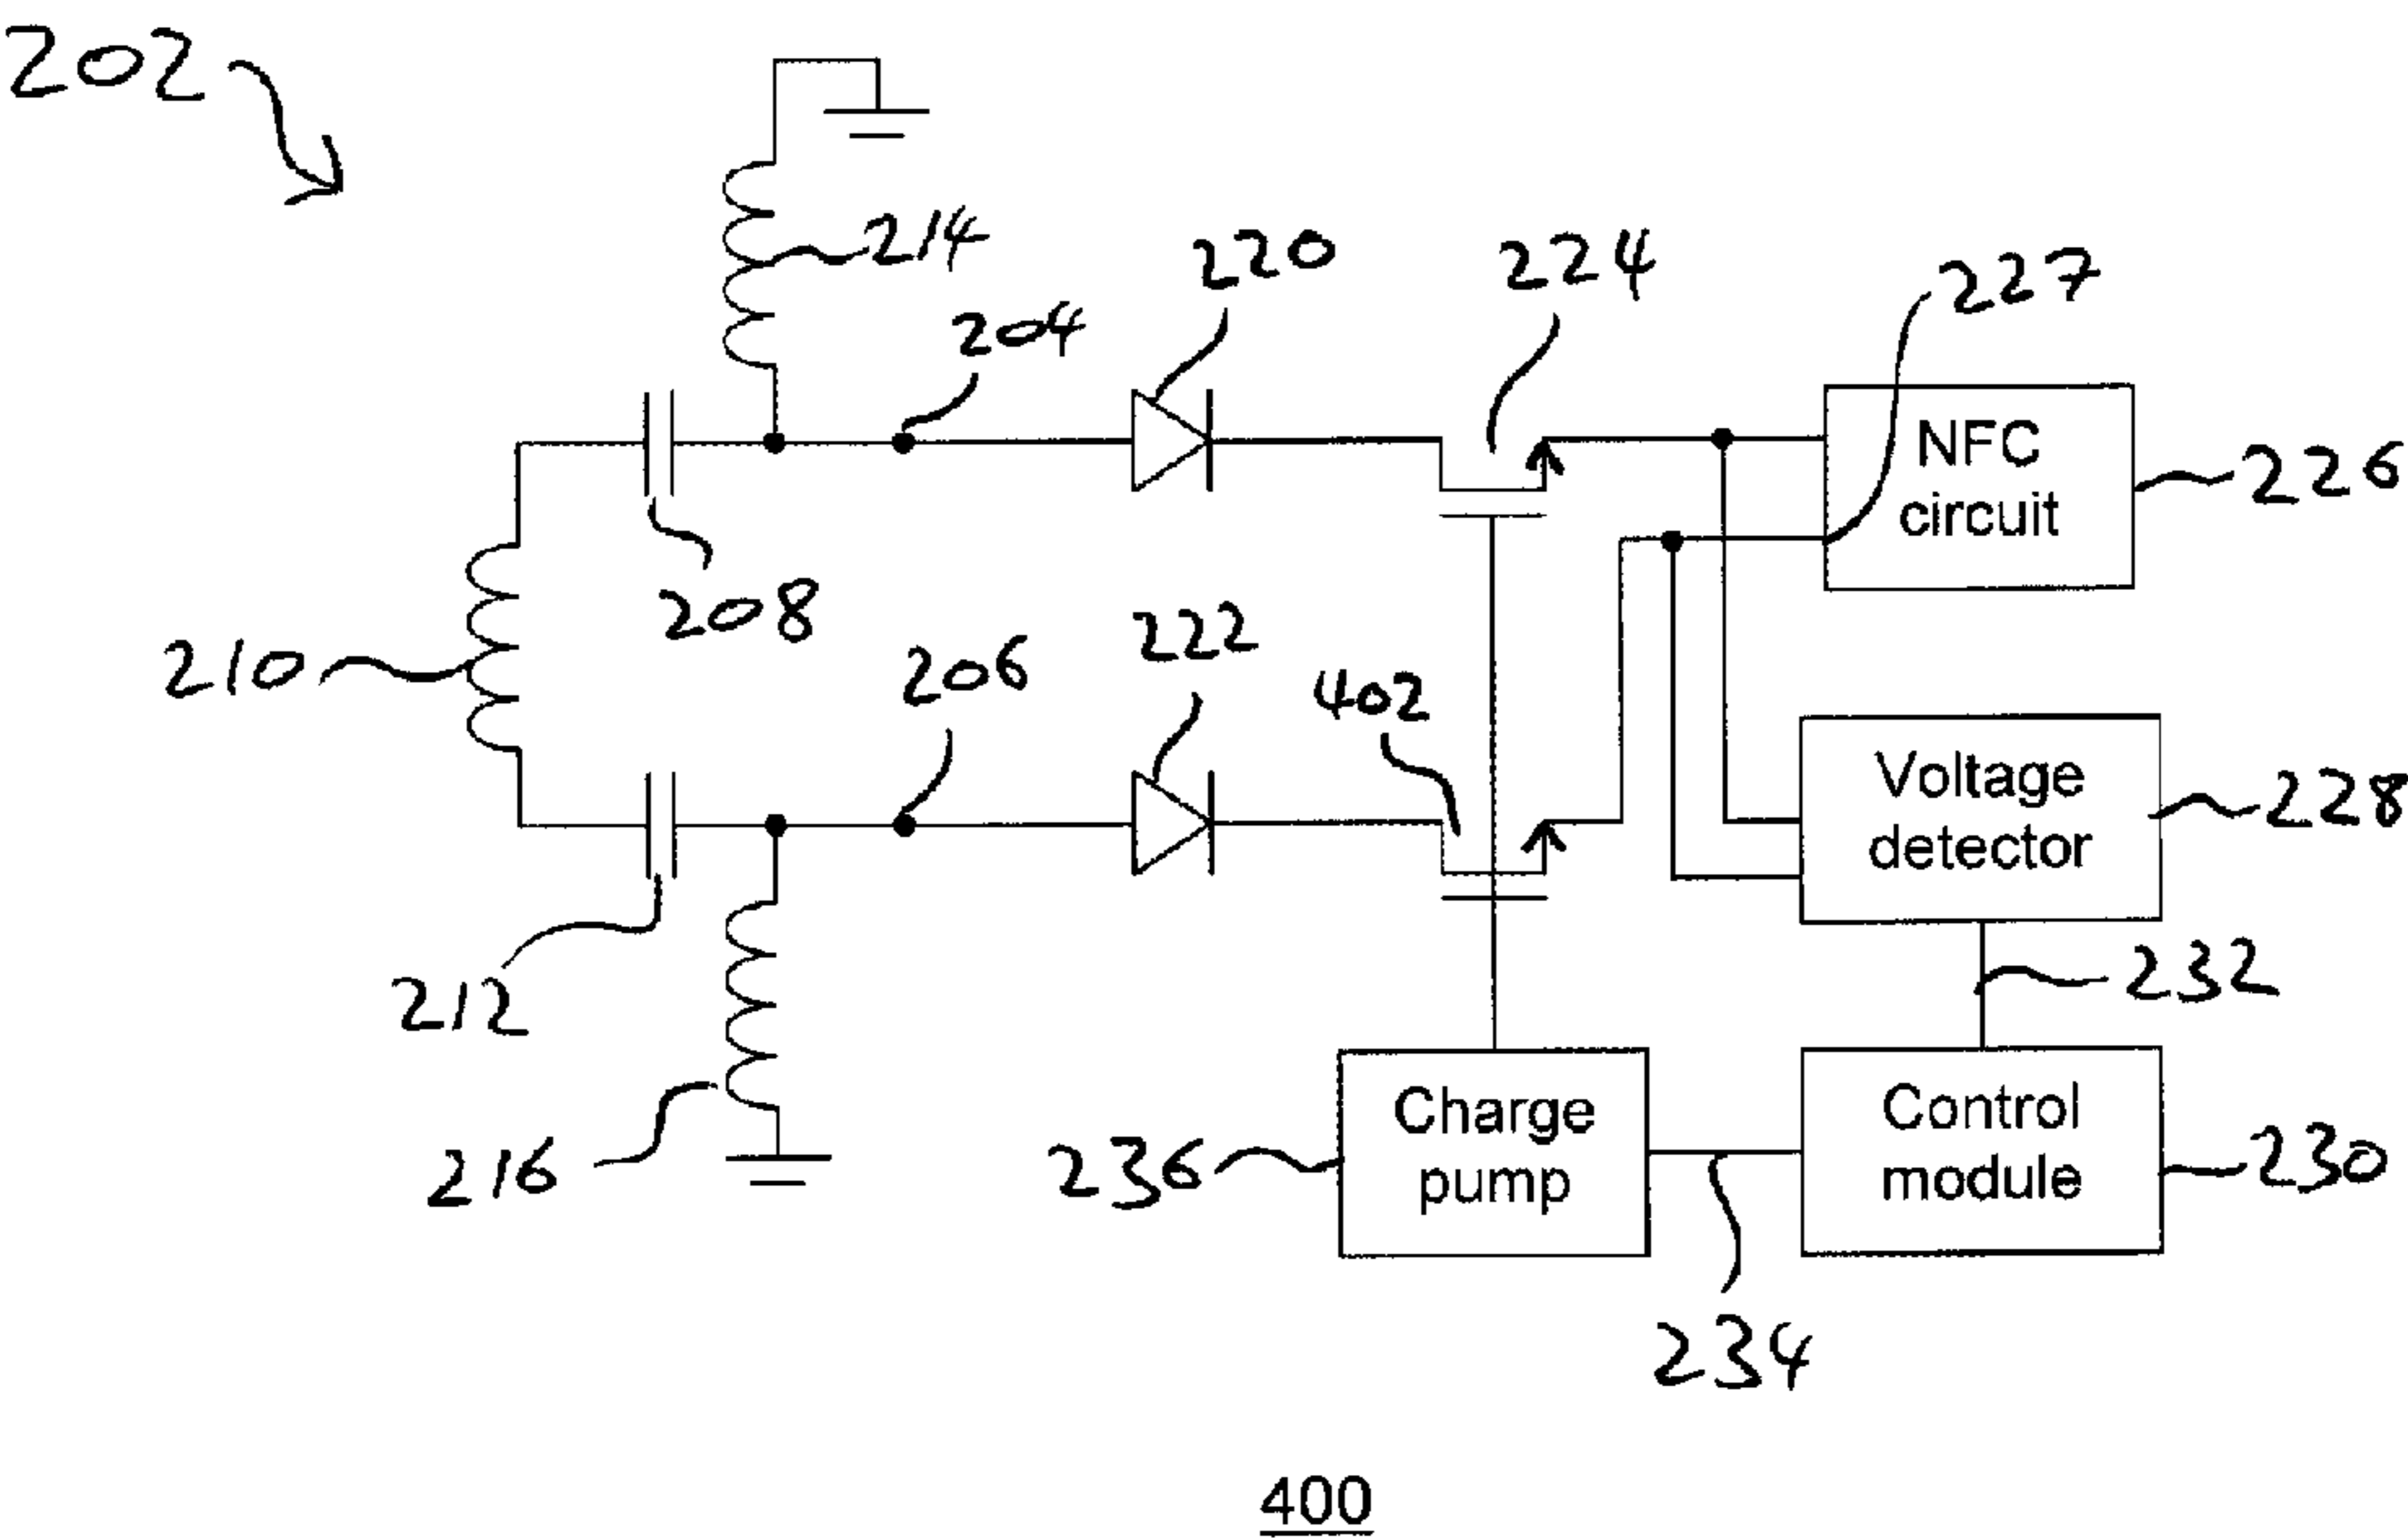 202
214
220
224
227
204
NFC
circuit
226
208
222
206
210
402
Voltage
detector
228
212
232
Charge
pump
Control
module
216
236
230
234
400